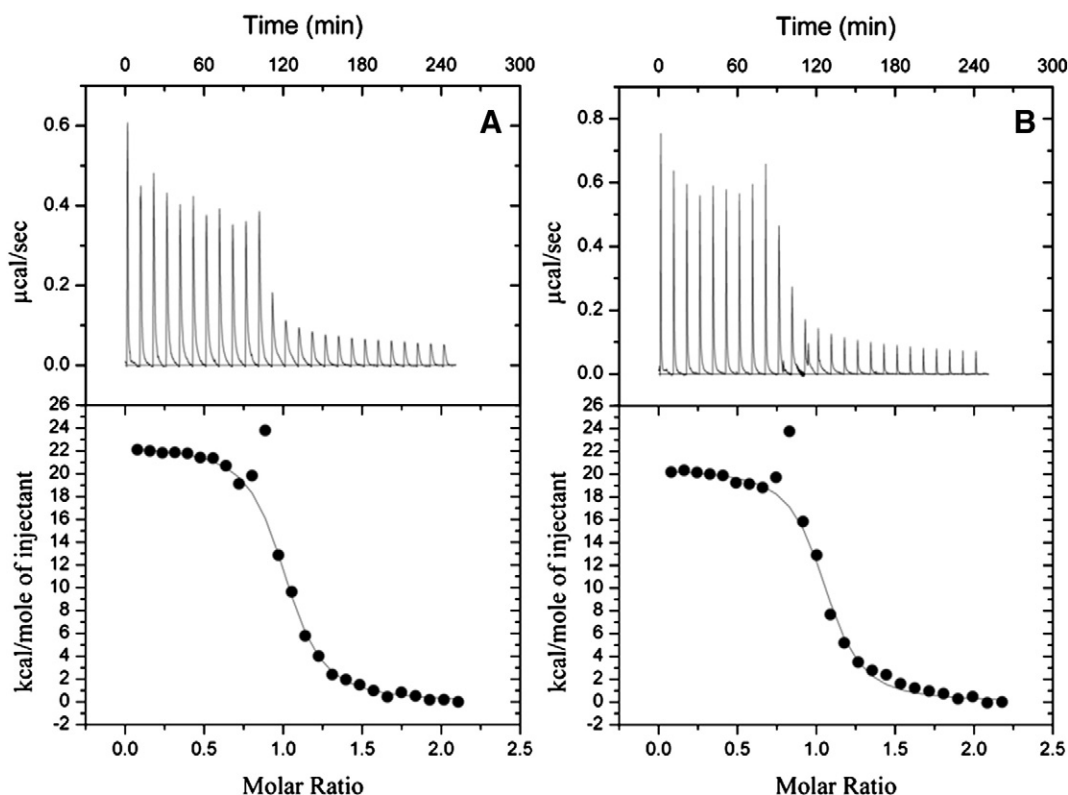 Time (min)
0 60 120 180 240 300
A
0.6
0.4
0.2
0.0
µcal/sec
26
22
20
18
16
14
12
10
8
6
4
2
0
-2
kcal/mole of injectant
0.0 0.5 1.0 1.5 2.0 2.5
Molar Ratio
Time (min)
0 60 120 180 240 300
B
0.8
0.6
0.4
0.2
0.0
µcal/sec
26
24
22
20
18
16
14
12
10
8
6
4
2
0
-2
kcal/mole of injectant
0.0 0.5 1.0 1.5 2.0 2.5
Molar Ratio